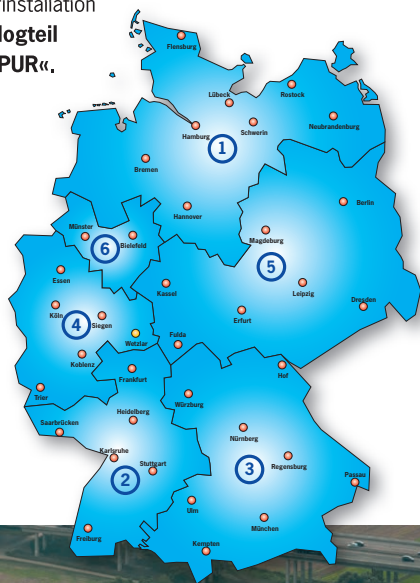 rinstallation
logteil
PUR«.
Flensburg
Lübeck
Rostock
Hamburg
Schwerin
Neubrandenburg
1
Bremen
Hannover
Berlin
Münster
Bielefeld
Magdeburg
6
5
Essen
Kassel
Leipzig
Dresden
Köln
Siegen
4
Erfurt
Wetzlar
Fulda
Koblenz
Frankfurt
Hof
Trier
Würzburg
Heidelberg
Saarbrücken
Nürnberg
Karlsruhe
Stuttgart
Regensburg
2
3
Passau
Ulm
München
Freiburg
Kempten